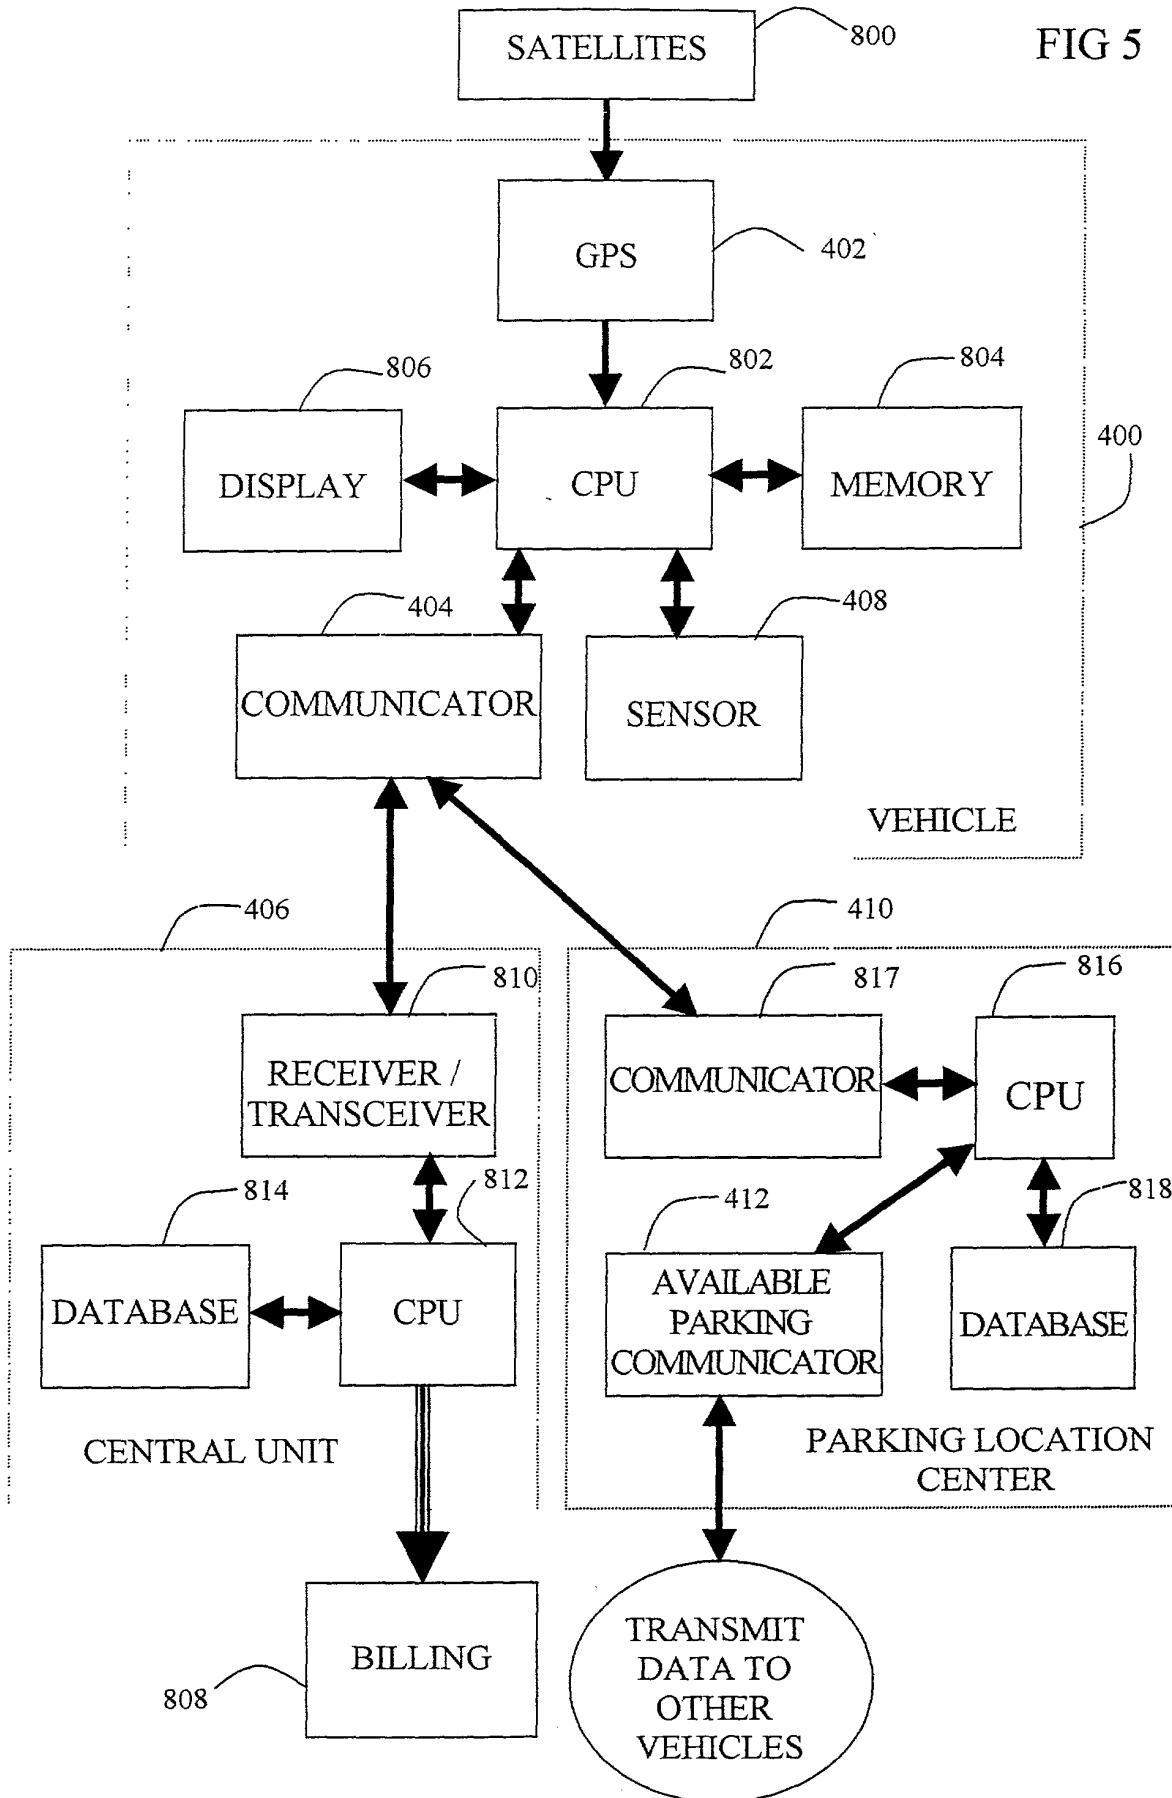 SATELLITES
800
FIG 5
GPS
402
806
802
804
DISPLAY
CPU
MEMORY
400
404
408
COMMUNICATOR
SENSOR
VEHICLE
406
410
810
817
816
RECEIVER /
TRANSCEIVER
COMMUNICATOR
CPU
814
812
412
818
DATABASE
CPU
AVAILABLE
PARKING
COMMUNICATOR
DATABASE
CENTRAL UNIT
PARKING LOCATION
CENTER
BILLING
808
TRANSMIT
DATA TO
OTHER
VEHICLES